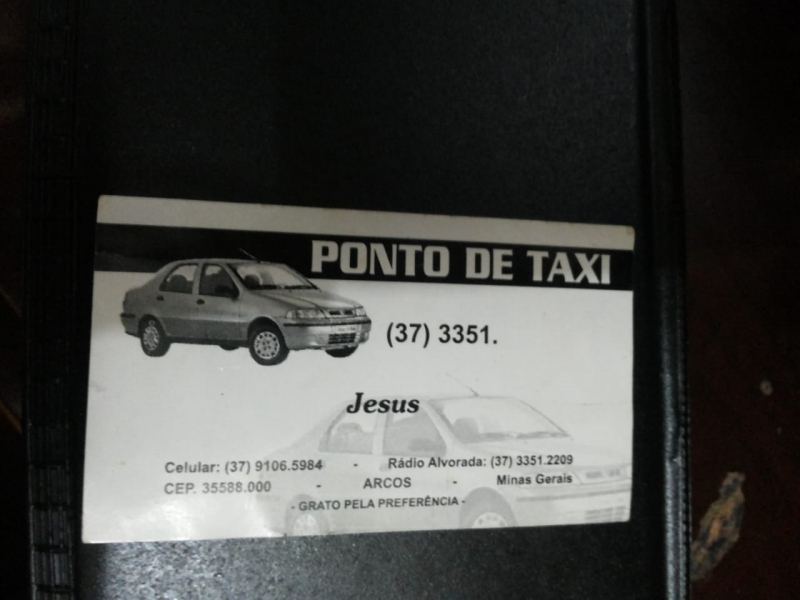 PONTO DE TAXI
(37) 3351.
Jesus
Celular: (37) 9106.5984 - Rádio Alvorada: (37) 3351.2209
CEP. 35588.000 - ARCOS - Minas Gerais
- GRATO PELA PREFERÊNCIA -